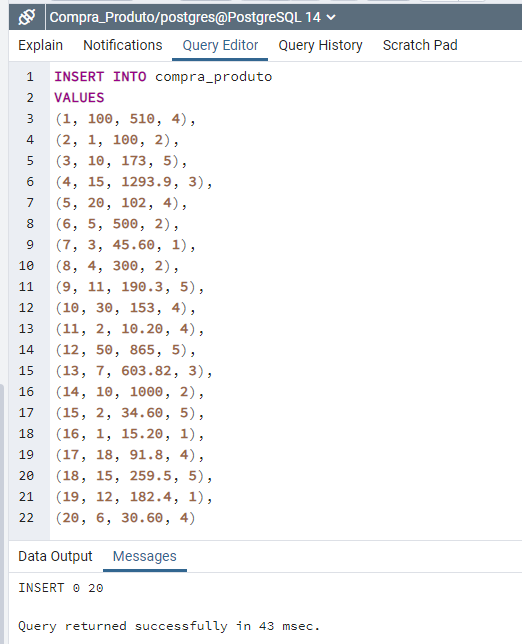 Compra_Produto/postgres@PostgreSQL 14
Explain Notifications Query Editor Query History Scratch Pad
1 INSERT INTO compra_produto
2 VALUES
3 (1, 100, 510, 4),
4 (2, 1, 100, 2),
5 (3, 10, 173, 5),
6 (4, 15, 1293.9, 3),
7 (5, 20, 102, 4),
8 (6, 5, 500, 2),
9 (7, 3, 45.60, 1),
10 (8, 4, 300, 2),
11 (9, 11, 190.3, 5),
12 (10, 30, 153, 4),
13 (11, 2, 10.20, 4),
14 (12, 50, 865, 5),
15 (13, 7, 603.82, 3),
16 (14, 10, 1000, 2),
17 (15, 2, 34.60, 5),
18 (16, 1, 15.20, 1),
19 (17, 18, 91.8, 4),
20 (18, 15, 259.5, 5),
21 (19, 12, 182.4, 1),
22 (20, 6, 30.60, 4)
Data Output Messages
INSERT 0 20
Query returned successfully in 43 msec.